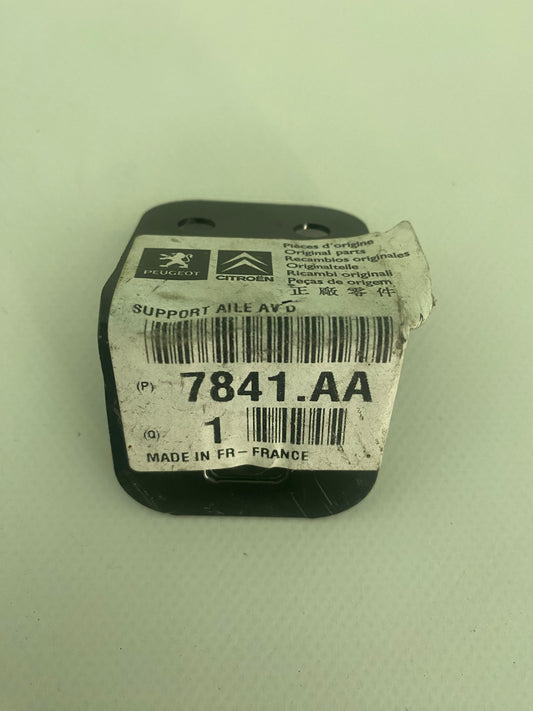 PEUGEOT
CITROËN
Pièces d'origine
Original parts
Recambios originales
Originalteile
Ricambi originali
Peças de origem
正廠零件
SUPPORT AILE AV D
(P) 7841.AA
(Q) 1
MADE IN FR-FRANCE